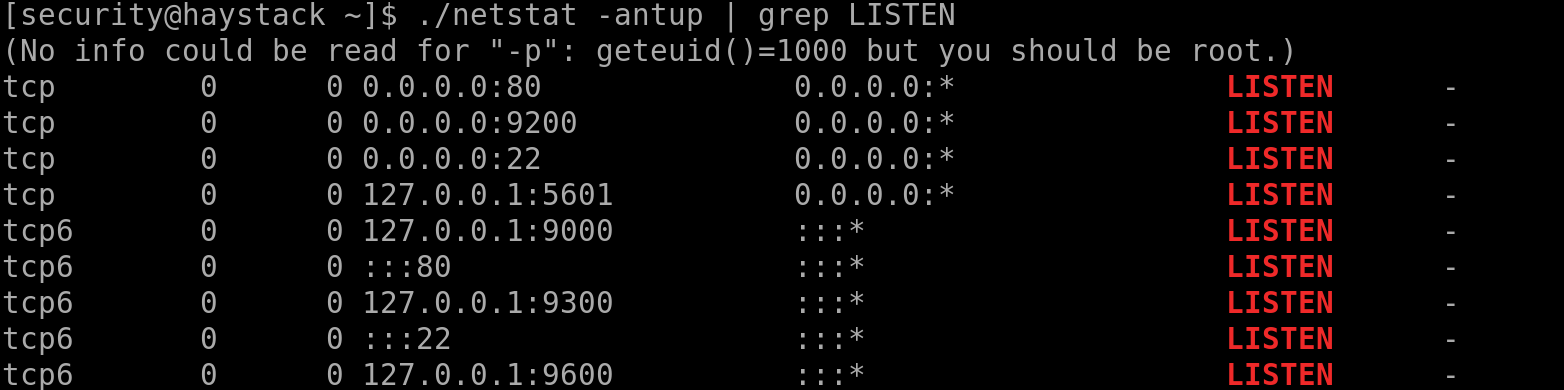 [security@haystack ~]$ ./netstat -antup | grep LISTEN
(No info could be read for "-p": geteuid()=1000 but you should be root.)
tcp        0      0 0.0.0.0:80              0.0.0.0:*               LISTEN      -
tcp        0      0 0.0.0.0:9200            0.0.0.0:*               LISTEN      -
tcp        0      0 0.0.0.0:22              0.0.0.0:*               LISTEN      -
tcp        0      0 127.0.0.1:5601          0.0.0.0:*               LISTEN      -
tcp6       0      0 127.0.0.1:9000          :::*                    LISTEN      -
tcp6       0      0 :::80                   :::*                    LISTEN      -
tcp6       0      0 127.0.0.1:9300          :::*                    LISTEN      -
tcp6       0      0 :::22                   :::*                    LISTEN      -
tcp6       0      0 127.0.0.1:9600          :::*                    LISTEN      -